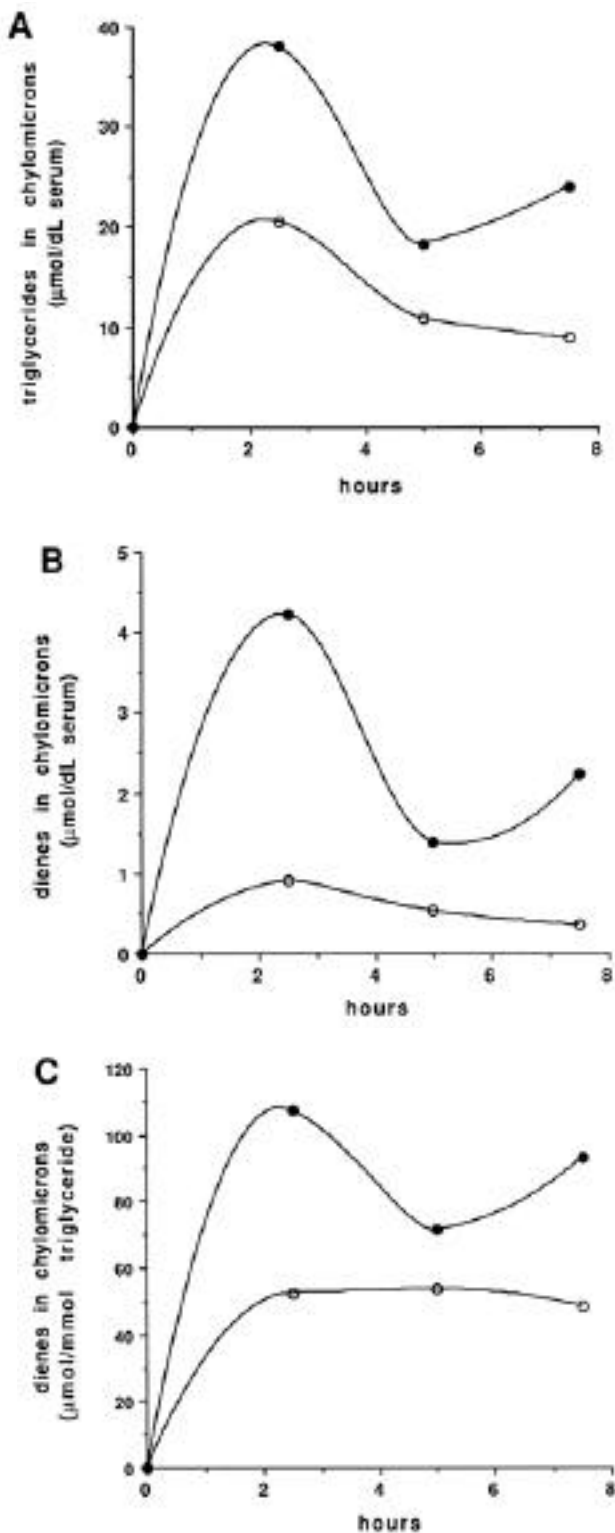 A
triglycerides in chylomicrons
(µmol/dL serum)
40
30
20
10
0
0 2 4 6 8
hours
B
dienes in chylomicrons
(µmol/dL serum)
5
4
3
2
1
0
0 2 4 6 8
hours
C
dienes in chylomicrons
(µmol/mmol triglyceride)
120
100
80
60
40
20
0
0 2 4 6 8
hours